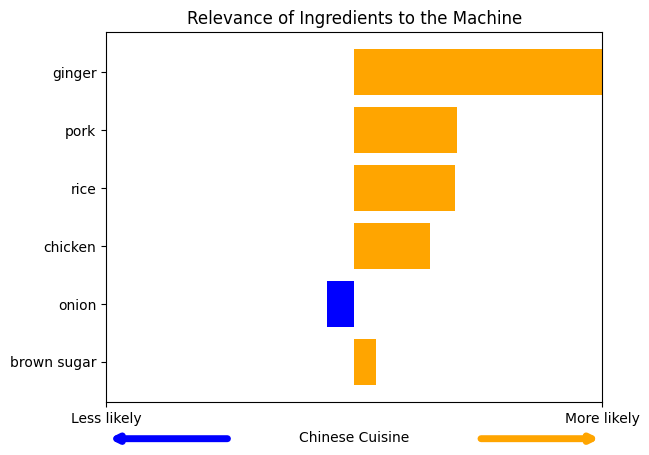 Relevance of Ingredients to the Machine
ginger
pork
rice
chicken
onion
brown sugar
Less likely
More likely
Chinese Cuisine